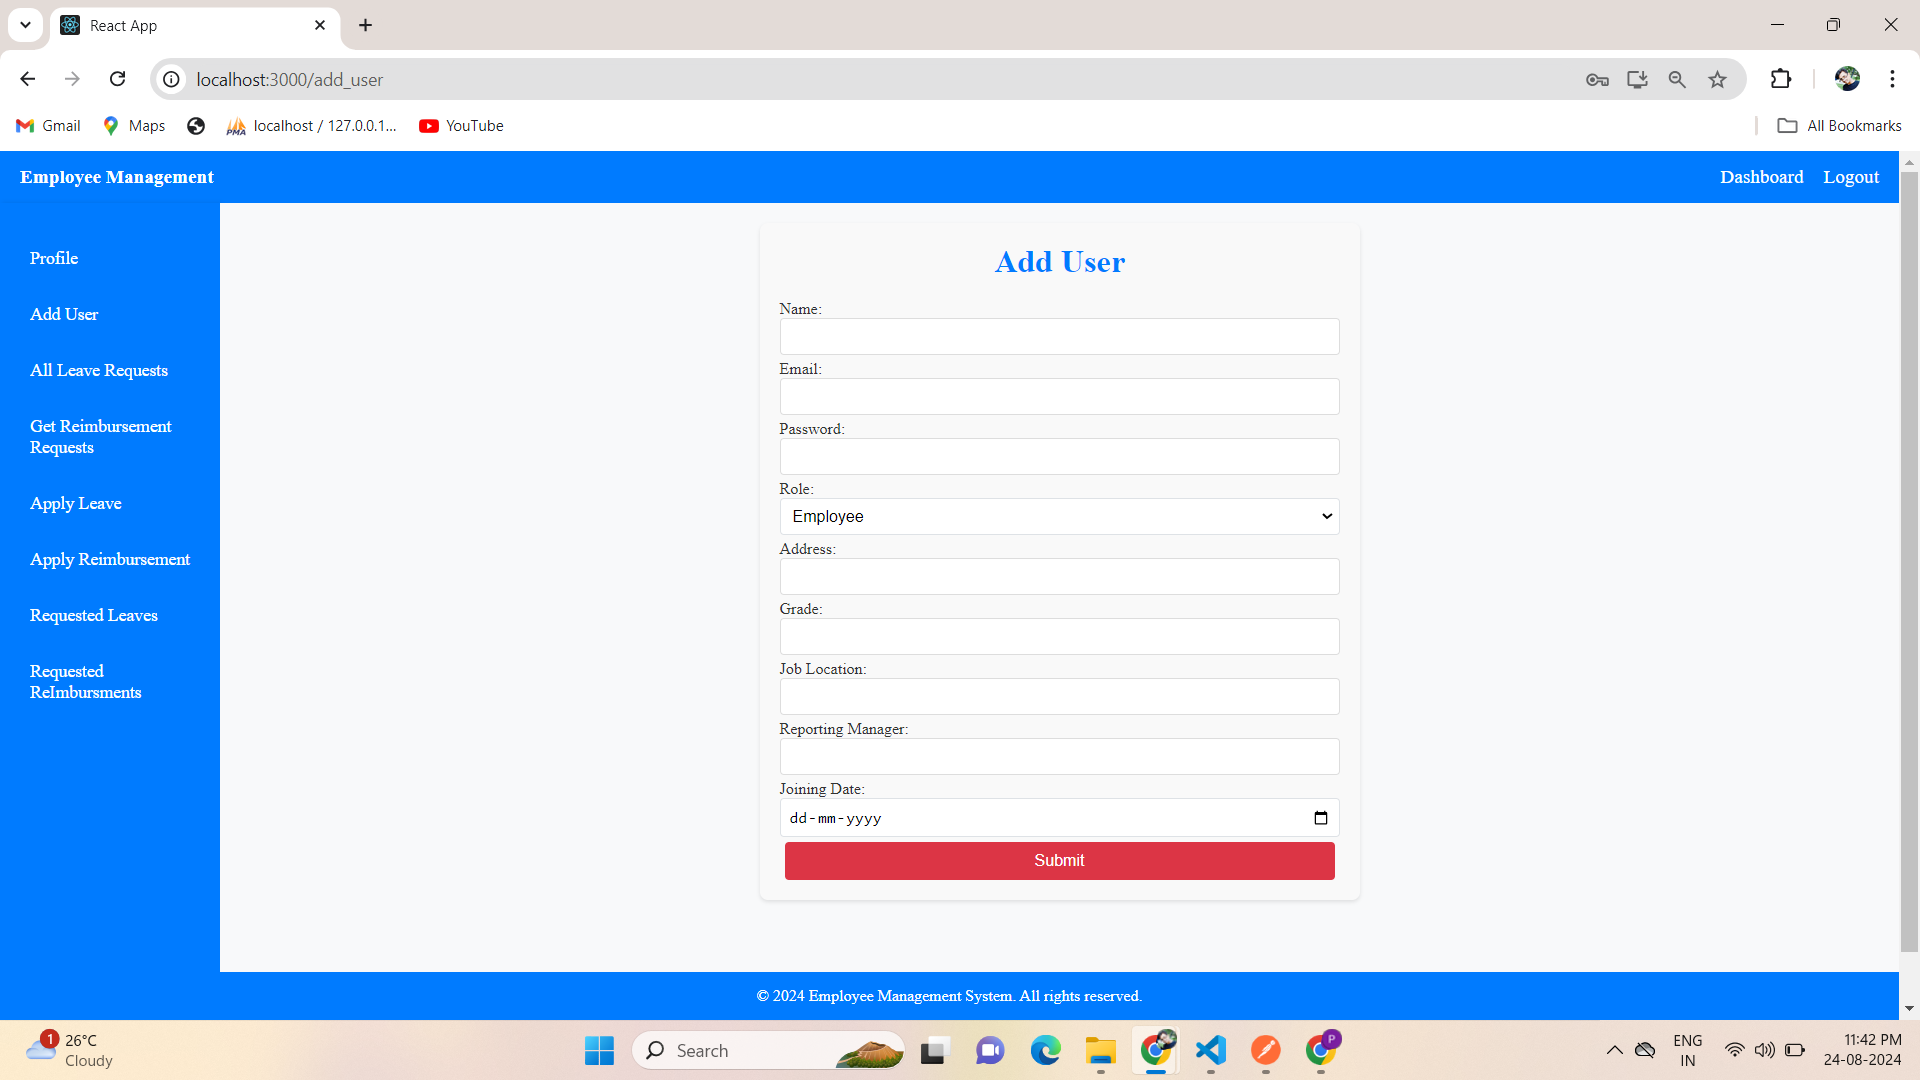 React App
localhost:3000/add_user
Gmail
Maps
PMA
localhost / 127.0.0.1...
YouTube
All Bookmarks
Employee Management
Dashboard
Logout
Profile
Add User
All Leave Requests
Get Reimbursement
Requests
Apply Leave
Apply Reimbursement
Requested Leaves
Requested
ReImbursments
Add User
Name:
Email:
Password:
Role:
Employee
Address:
Grade:
Job Location:
Reporting Manager:
Joining Date:
dd-mm-yyyy
Submit
© 2024 Employee Management System. All rights reserved.
1
26°C
Cloudy
Search
P
ENG
IN
11:42 PM
24-08-2024